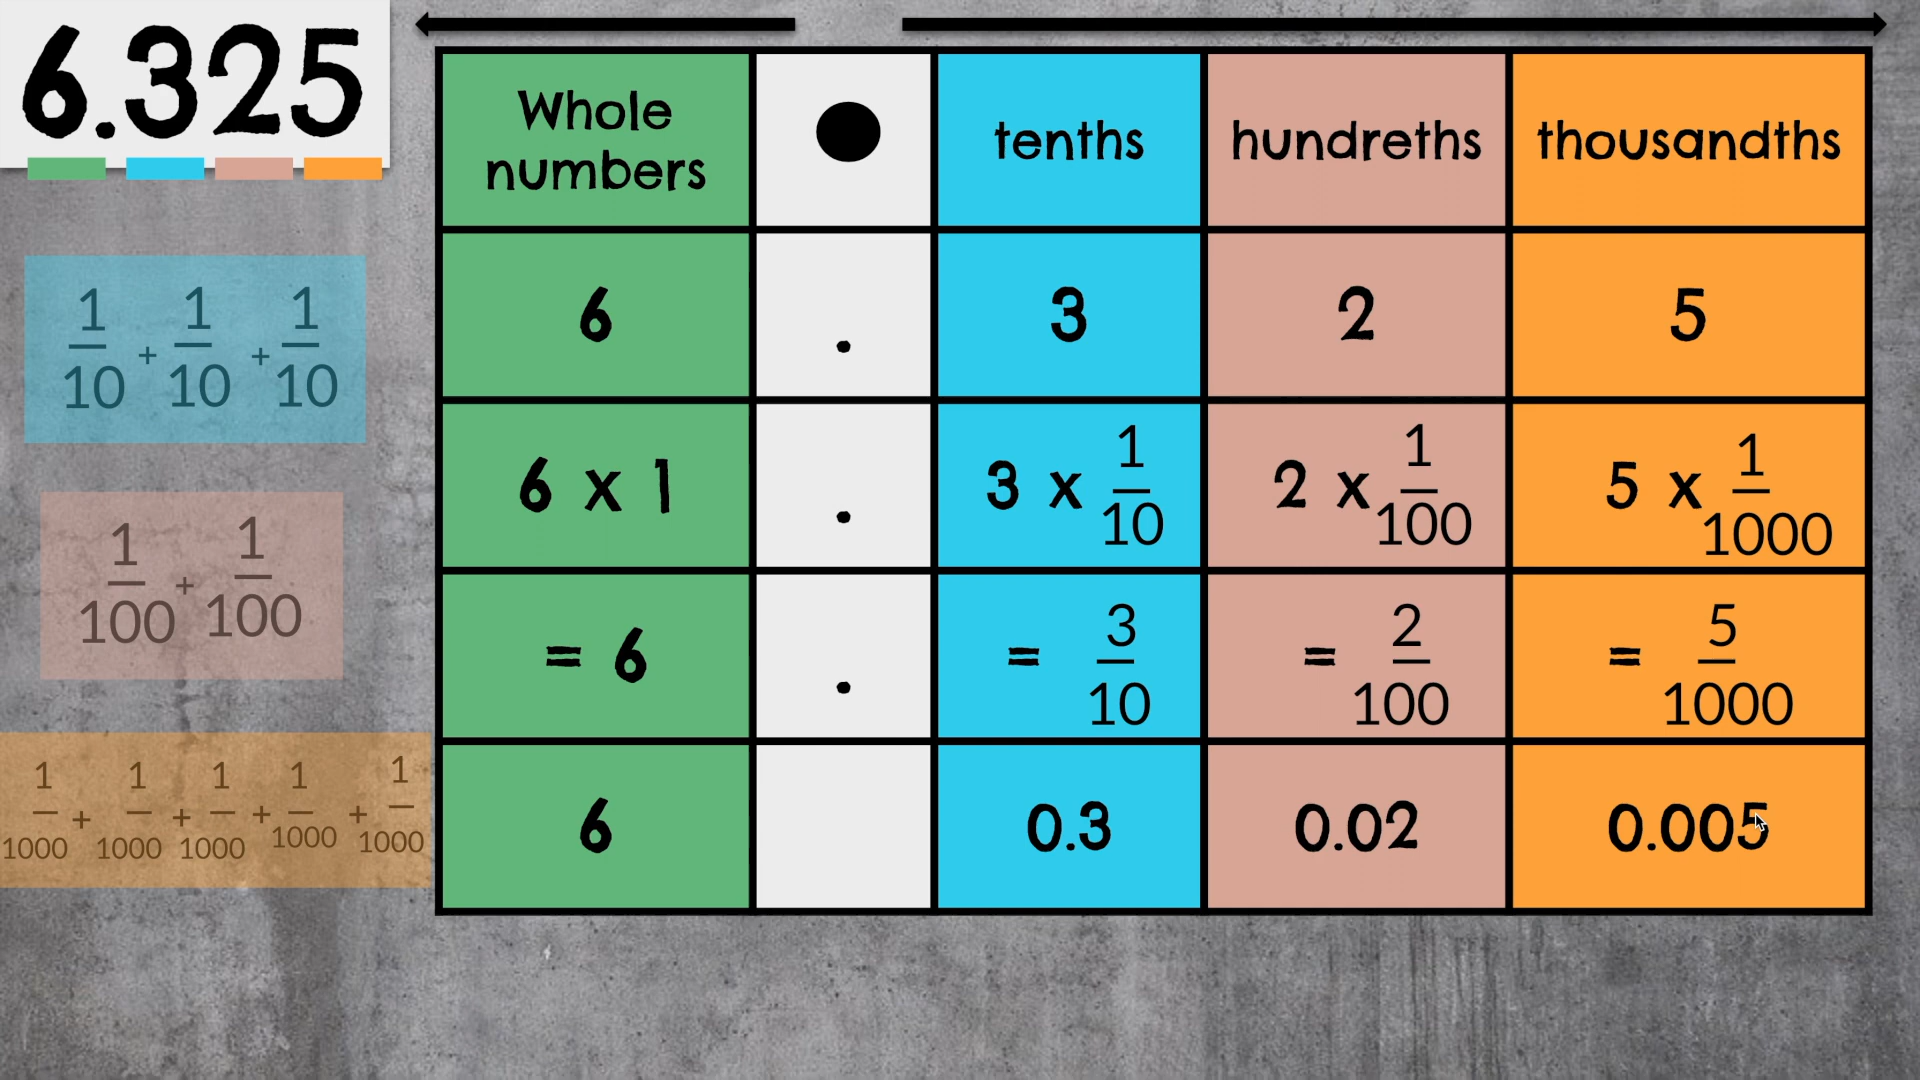 6.325
Whole numbers ● tenths hundreths thousandths
6 . 3 2 5
6 x 1 . 3 x 1/10 2 x 1/100 5 x 1/1000
= 6 . = 3/10 = 2/100 = 5/1000
6 0.3 0.02 0.005
1/10 + 1/10 + 1/10
1/100 + 1/100
1/1000 + 1/1000 + 1/1000 + 1/1000 + 1/1000